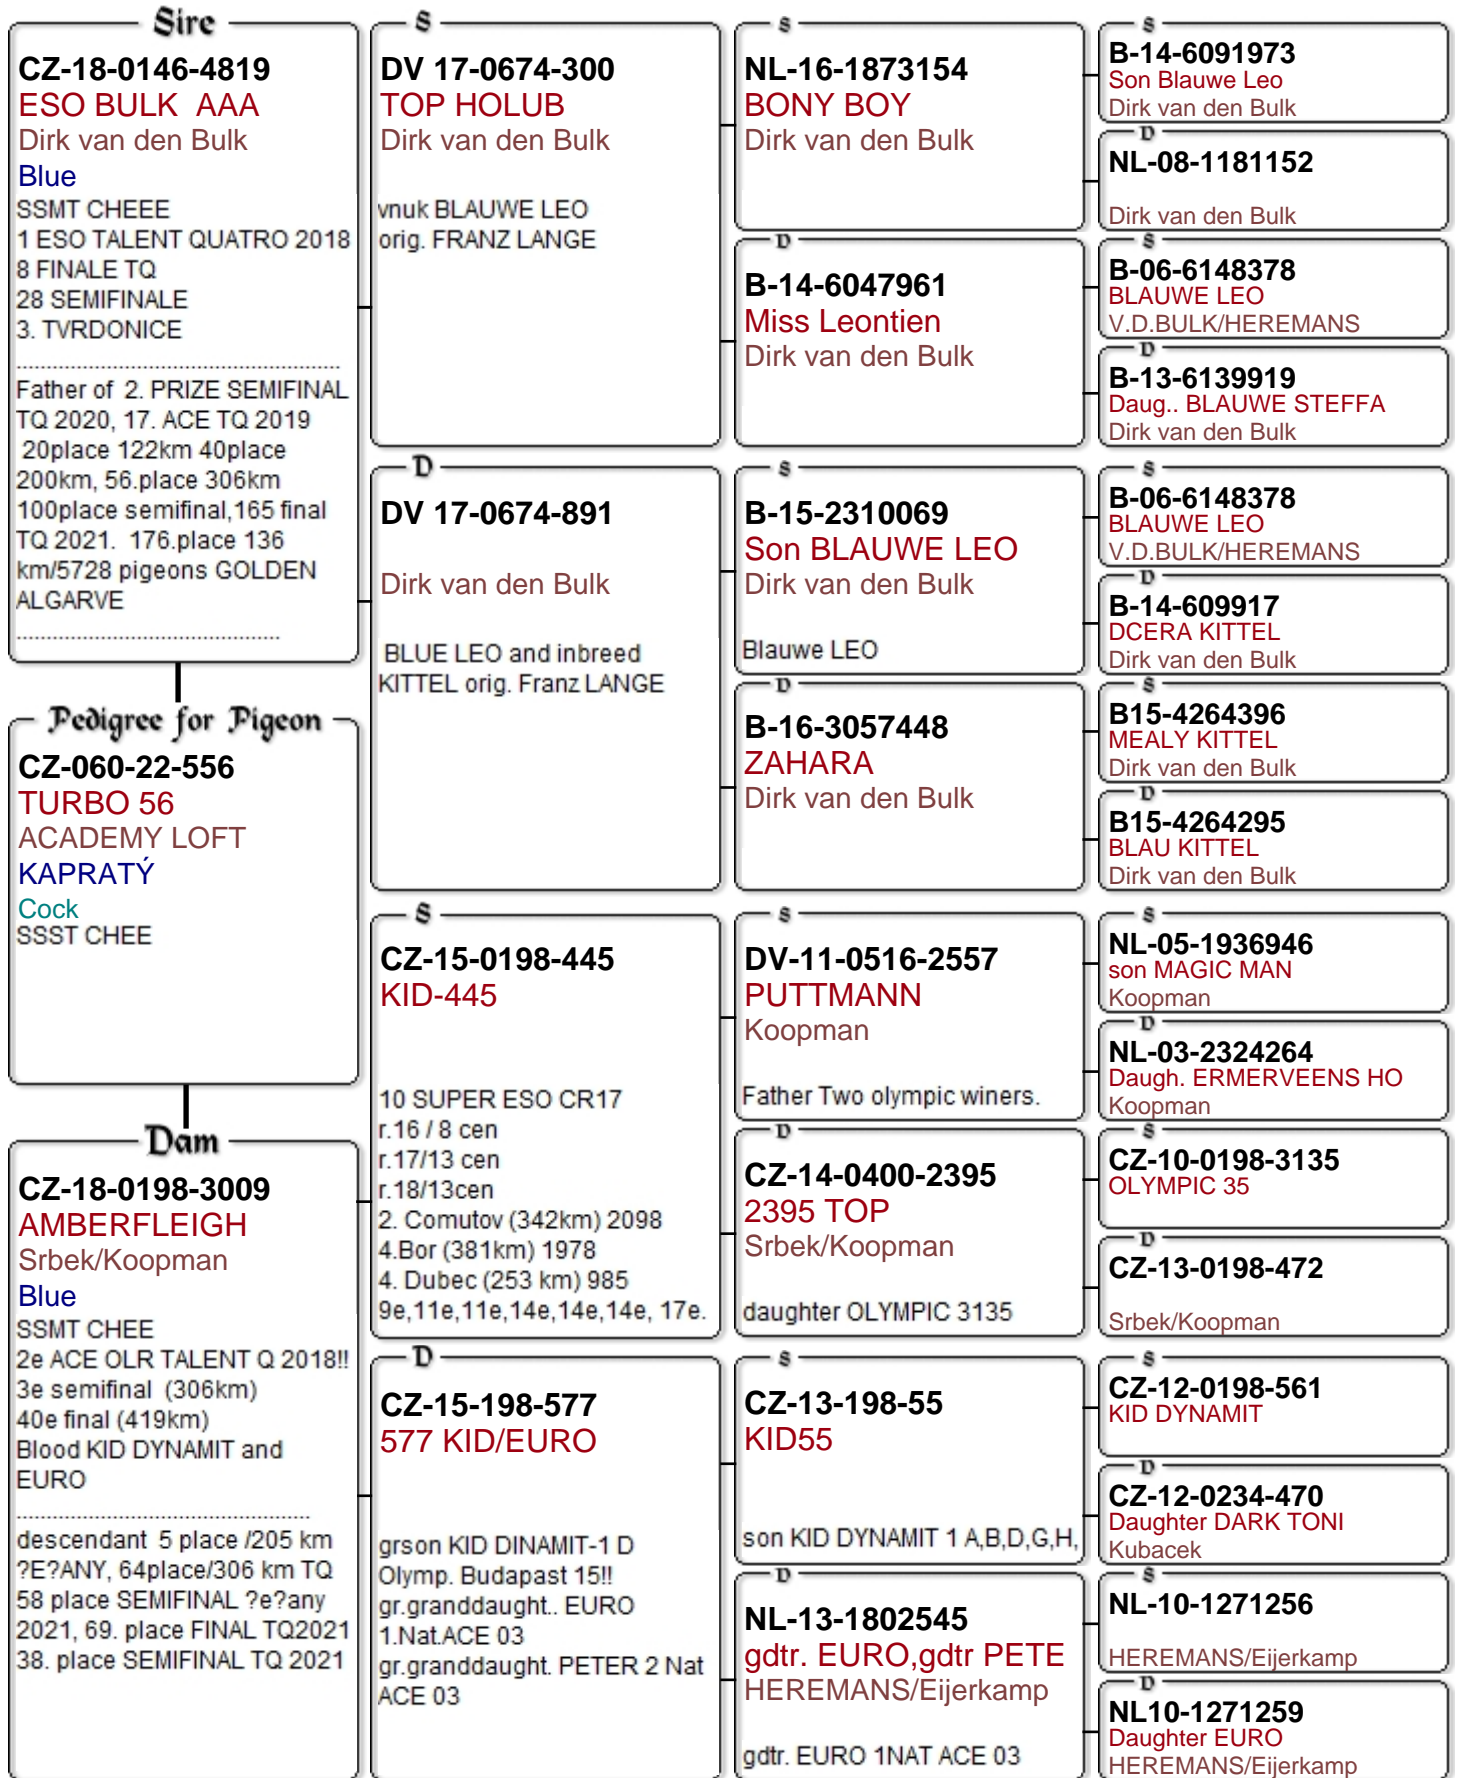 Sire
CZ-18-0146-4819
ESO BULK  AAA
Dirk van den Bulk
Blue
SSMT CHEEE
1 ESO TALENT QUATRO 2018
8 FINALE TQ
28 SEMIFINALE
3. TVRDONICE
......................................................
Father of  2. PRIZE SEMIFINAL
TQ 2020, 17. ACE TQ 2019
20place 122km 40place
200km, 56.place 306km
100place semifinal,165 final
TQ 2021.  176.place 136
km/5728 pigeons GOLDEN
ALGARVE
............................................
Pedigree for Pigeon
CZ-060-22-556
TURBO 56
ACADEMY LOFT
KAPRATÝ
Cock
SSST CHEE
Dam
CZ-18-0198-3009
AMBERFLEIGH
Srbek/Koopman
Blue
SSMT CHEE
2e ACE OLR TALENT Q 2018!!
3e semifinal  (306km)
40e final (419km)
Blood KID DYNAMIT and
EURO
.................................................
descendant  5 place /205 km
?E?ANY, 64place/306 km TQ
58 place SEMIFINAL ?e?any
2021, 69. place FINAL TQ2021
38. place SEMIFINAL TQ 2021
S
DV 17-0674-300
TOP HOLUB
Dirk van den Bulk
vnuk BLAUWE LEO
orig. FRANZ LANGE
D
DV 17-0674-891
Dirk van den Bulk
BLUE LEO and inbreed
KITTEL orig. Franz LANGE
S
CZ-15-0198-445
KID-445
10 SUPER ESO CR17
r.16 / 8 cen
r.17/13 cen
r.18/13cen
2. Comutov (342km) 2098
4.Bor (381km) 1978
4. Dubec (253 km) 985
9e,11e,11e,14e,14e,14e, 17e.
D
CZ-15-198-577
577 KID/EURO
grson KID DINAMIT-1 D
Olymp. Budapast 15!!
gr.granddaught.. EURO
1.Nat.ACE 03
gr.granddaught. PETER 2 Nat
ACE 03
S
NL-16-1873154
BONY BOY
Dirk van den Bulk
D
B-14-6047961
Miss Leontien
Dirk van den Bulk
S
B-15-2310069
Son BLAUWE LEO
Dirk van den Bulk
Blauwe LEO
D
B-16-3057448
ZAHARA
Dirk van den Bulk
S
DV-11-0516-2557
PUTTMANN
Koopman
Father Two olympic winers.
D
CZ-14-0400-2395
2395 TOP
Srbek/Koopman
daughter OLYMPIC 3135
S
CZ-13-198-55
KID55
son KID DYNAMIT 1 A,B,D,G,H,
D
NL-13-1802545
gdtr. EURO,gdtr PETE
HEREMANS/Eijerkamp
gdtr. EURO 1NAT ACE 03
S
B-14-6091973
Son Blauwe Leo
Dirk van den Bulk
D
NL-08-1181152
Dirk van den Bulk
S
B-06-6148378
BLAUWE LEO
V.D.BULK/HEREMANS
D
B-13-6139919
Daug.. BLAUWE STEFFA
Dirk van den Bulk
S
B-06-6148378
BLAUWE LEO
V.D.BULK/HEREMANS
D
B-14-609917
DCERA KITTEL
Dirk van den Bulk
S
B15-4264396
MEALY KITTEL
Dirk van den Bulk
D
B15-4264295
BLAU KITTEL
Dirk van den Bulk
S
NL-05-1936946
son MAGIC MAN
Koopman
D
NL-03-2324264
Daugh. ERMERVEENS HO
Koopman
S
CZ-10-0198-3135
OLYMPIC 35
D
CZ-13-0198-472
Srbek/Koopman
S
CZ-12-0198-561
KID DYNAMIT
D
CZ-12-0234-470
Daughter DARK TONI
Kubacek
S
NL-10-1271256
HEREMANS/Eijerkamp
D
NL10-1271259
Daughter EURO
HEREMANS/Eijerkamp